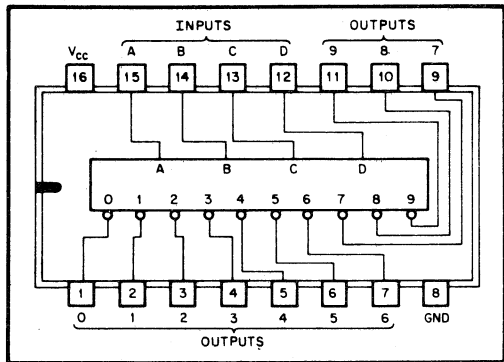 INPUTS OUTPUTS
VCC A B C D 9 8 7
16 15 14 13 12 11 10 9
A B C D
0 1 2 3 4 5 6 7 8 9
1 2 3 4 5 6 7 8
0 1 2 3 4 5 6 GND
OUTPUTS